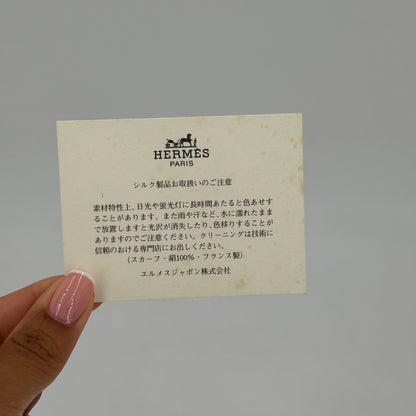 HERMÈS
PARIS
シルク製品お取扱いのご注意
素材特性上、日光や蛍光灯に長時間あたると色あせす
ることがあります。また雨や汗など、水に濡れたまま
で放置しますと光沢が消失したり、色移りすることが
ありますのでご注意ください。クリーニングは技術に
信頼のおける専門店にお出しください。
(スカーフ・絹100%・フランス製)
エルメスジャポン株式会社